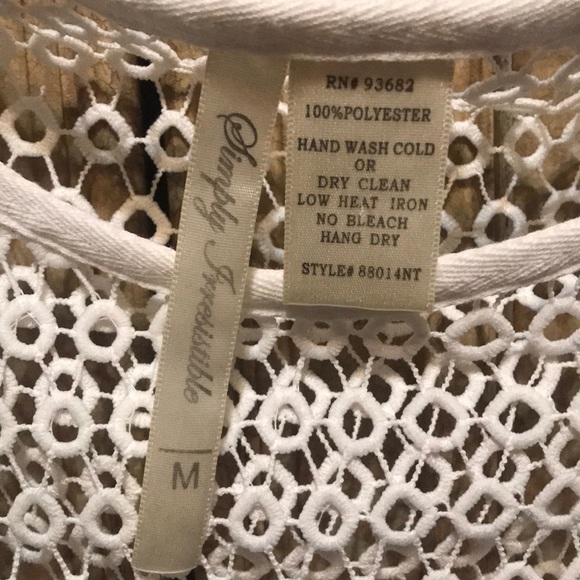 Simply Irresistible
M
RN# 93682
100%POLYESTER
HAND WASH COLD
OR
DRY CLEAN
LOW HEAT IRON
NO BLEACH
HANG DRY
STYLE# 88014NT